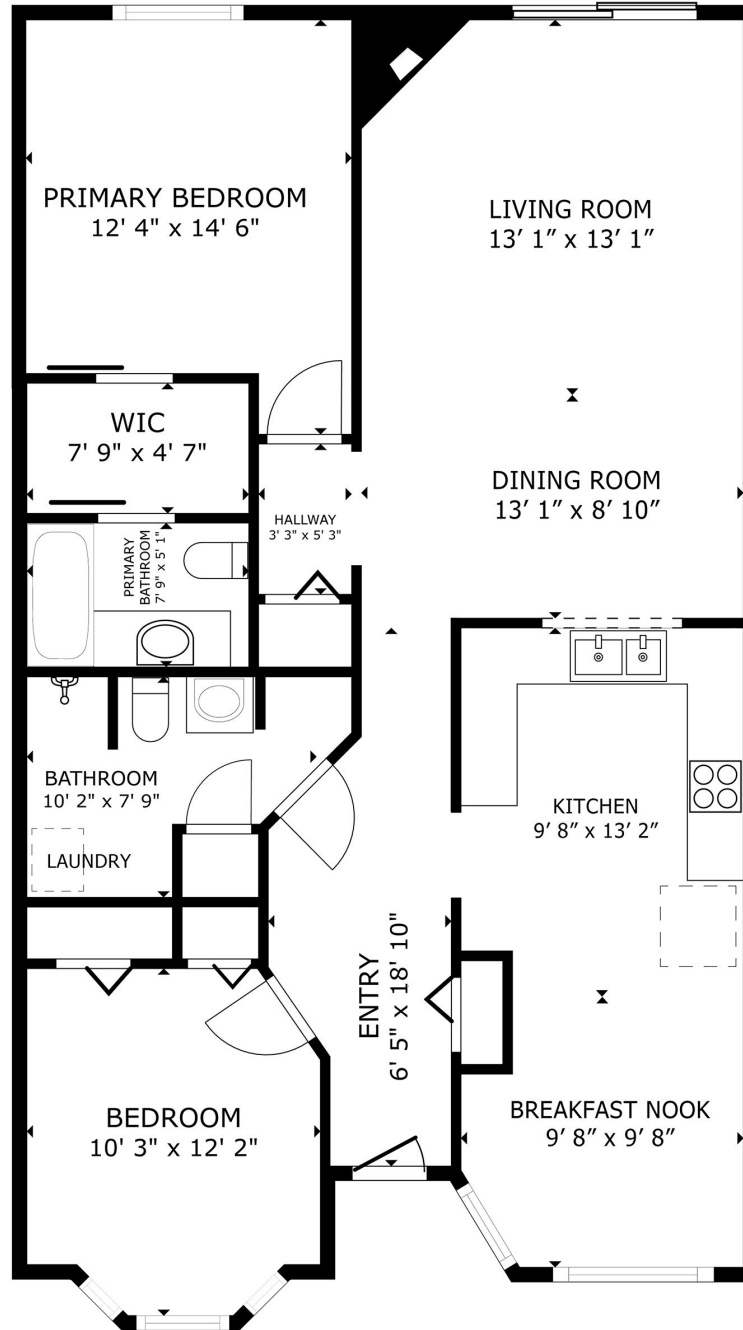 PRIMARY BEDROOM
12' 4" x 14' 6"
LIVING ROOM
13′ 1″ x 13′ 1″
WIC
7' 9" x 4' 7"
DINING ROOM
13′ 1″ x 8′ 10″
HALLWAY
3' 3" x 5' 3"
PRIMARY
BATHROOM
7' 9" x 5' 1"
BATHROOM
10' 2" x 7' 9"
LAUNDRY
KITCHEN
9′ 8″ x 13′ 2″
ENTRY
6' 5" x 18' 10"
BEDROOM
10' 3" x 12' 2"
BREAKFAST NOOK
9′ 8″ x 9′ 8″